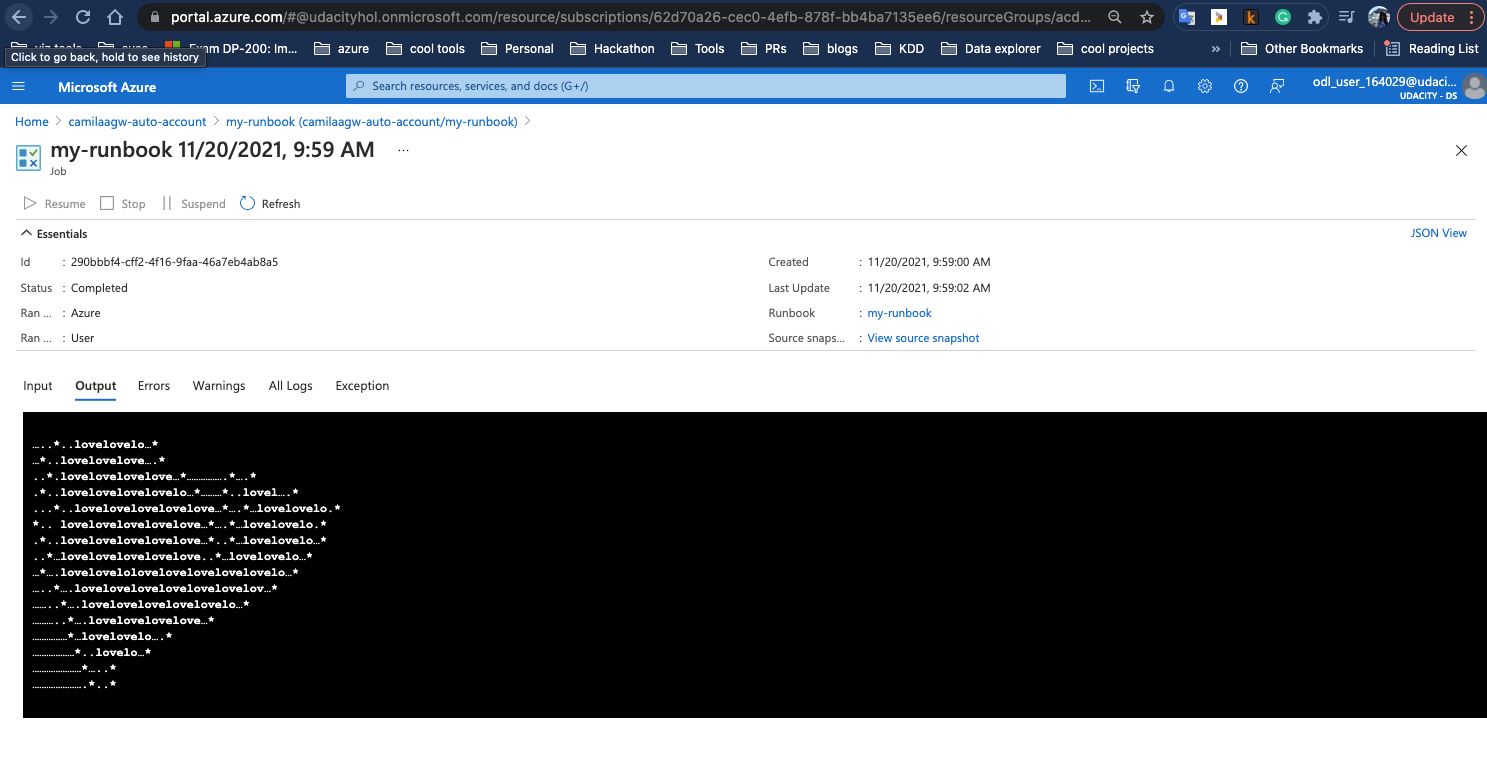 portal.azure.com/#@udacityhol.onmicrosoft.com/resource/subscriptions/62d70a26-cec0-4efb-878f-bb4ba7135ee6/resourceGroups/acd...
Update
Exam DP-200: Im...
azure
cool tools
Personal
Hackathon
Tools
PRs
blogs
KDD
Data explorer
cool projects
»
Other Bookmarks
Reading List
Click to go back, hold to see history
Microsoft Azure
Search resources, services, and docs (G+/)
odl_user_164029@udaci...
UDACITY - DS
Home > camilaagw-auto-account > my-runbook (camilaagw-auto-account/my-runbook) >
my-runbook 11/20/2021, 9:59 AM ...
Job
Resume Stop Suspend Refresh
Essentials
JSON View
Id : 290bbbf4-cff2-4f16-9faa-46a7eb4ab8a5
Status : Completed
Ran ... : Azure
Ran ... : User
Created : 11/20/2021, 9:59:00 AM
Last Update : 11/20/2021, 9:59:02 AM
Runbook : my-runbook
Source snaps... : View source snapshot
Input Output Errors Warnings All Logs Exception
…..*..lovelovelo…*
…*..lovelovelove….*
..*.lovelovelovelove…*…………….*….*
.*..lovelovelovelovelo…*………*..lovel….*
...*..lovelovelovelovelove…*….*…lovelovelo.*
*.. lovelovelovelovelove…*….*…lovelovelo.*
.*..lovelovelovelovelove…*..*…lovelovelo…*
..*…lovelovelovelovelove..*…lovelovelo…*
…*….lovelovelolovelovelovelovelovelo…*
…..*….lovelovelovelovelovelovelov…*
……..*….lovelovelovelovelovelo…*
………..*….lovelovelovelove…*
……………*…lovelovelo….*
………………*..lovelo…*
…………………*…..*
………………….*..*